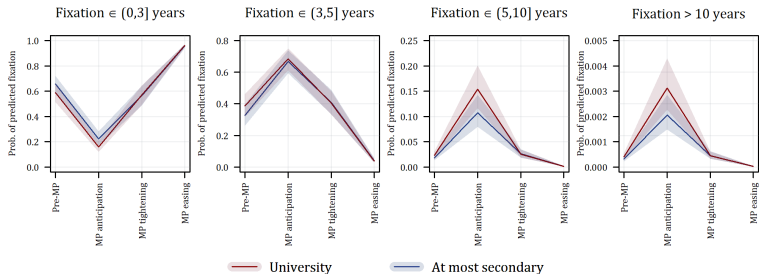 Fixation ∈ (0,3] years
Prob. of predicted fixation
1.0
0.8
0.6
0.4
0.2
0.0
Pre-MP
MP anticipation
MP tightening
MP easing
Fixation ∈ (3,5] years
Prob. of predicted fixation
0.8
0.6
0.4
0.2
0.0
Pre-MP
MP anticipation
MP tightening
MP easing
Fixation ∈ (5,10] years
Prob. of predicted fixation
0.25
0.20
0.15
0.10
0.05
0.00
Pre-MP
MP anticipation
MP tightening
MP easing
Fixation > 10 years
Prob. of predicted fixation
0.005
0.004
0.003
0.002
0.001
0.000
Pre-MP
MP anticipation
MP tightening
MP easing
University
At most secondary